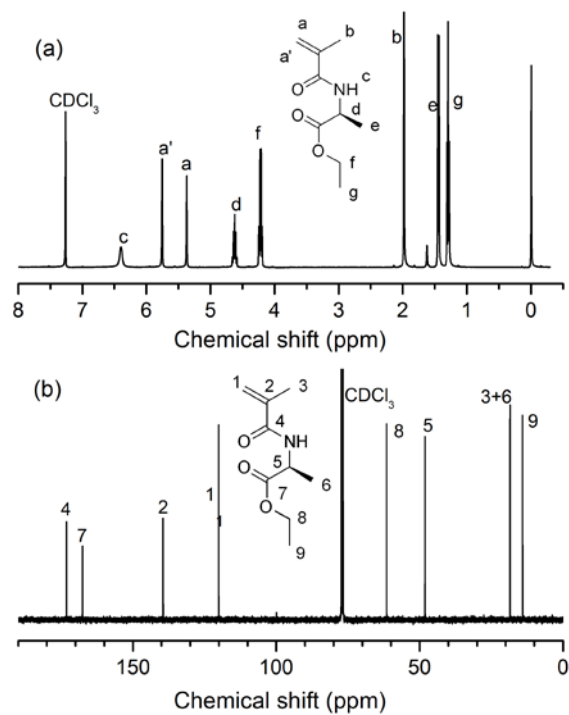 (a)
a
b
a'
c
NH
O
d
O
e
O
f
g
CDCl3
c
a'
a
d
f
b
e
g
8 7 6 5 4 3 2 1 0
Chemical shift (ppm)
(b)
1
2
3
4
O
NH
5
O
7
6
O
8
9
4
7
2
1
1
CDCl3
8
5
3+6
9
150 100 50 0
Chemical shift (ppm)